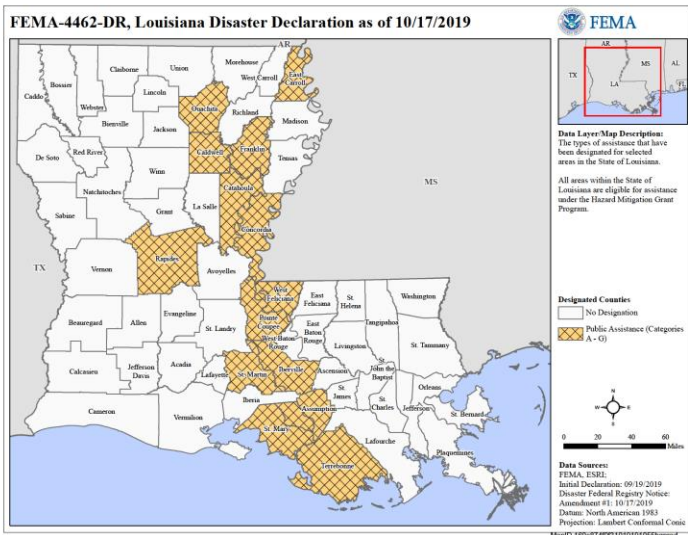 FEMA-4462-DR, Louisiana Disaster Declaration as of 10/17/2019
FEMA
AR
TX
MS
AL
LA
FL
Data Layer/Map Description:
The types of assistance that have
been designated for selected
areas in the State of Louisiana.
All areas within the State of
Louisiana are eligible for assistance
under the Hazard Mitigation Grant
Program.
Designated Counties
No Designation
Public Assistance (Categories
A - G)
N
W
E
S
0 20 40 60
Miles
Data Sources:
FEMA, ESRI;
Initial Declaration: 09/19/2019
Disaster Federal Registry Notice:
Amendment #1: 10/17/2019
Datum: North American 1983
Projection: Lambert Conformal Conic
AR
MS
TX
Caddo
Bossier
Webster
Claiborne
Union
Morehouse
West Carroll
East
Carroll
Lincoln
Ouachita
Richland
Madison
Bienville
Jackson
De Soto
Red River
Caldwell
Franklin
Tensas
Winn
Natchitoches
Sabine
Grant
La Salle
Catahoula
Concordia
Vernon
Rapides
Avoyelles
West
Feliciana
East
Feliciana
St.
Helena
Washington
Beauregard
Allen
Evangeline
St. Landry
Pointe
Coupee
West Baton
Rouge
East
Baton
Rouge
Livingston
Tangipahoa
St. Tammany
Calcasieu
Jefferson
Davis
Acadia
Lafayette
St. Martin
Iberville
Ascension
St
John the
Baptist
Cameron
Vermilion
Iberia
Assumption
St
James
St
Charles
Orleans
Jefferson
St. Bernard
St. Mary
Lafourche
Plaquemines
Terrebonne